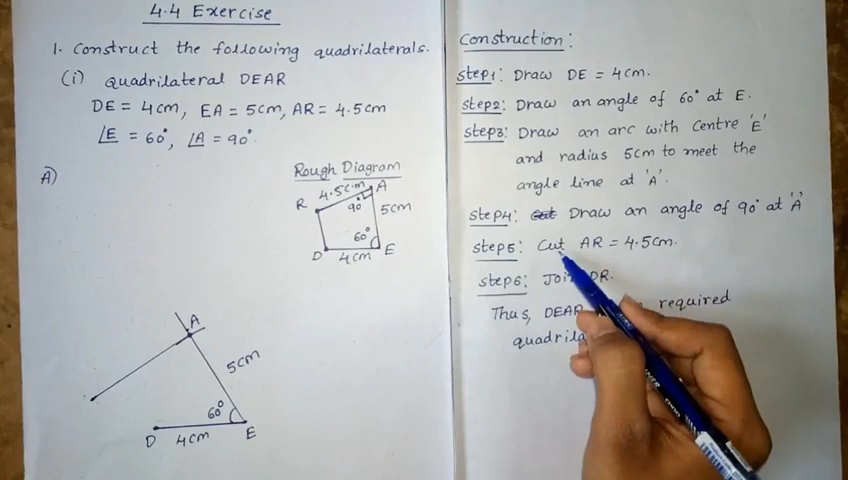 4.4 Exercise
1. Construct the following quadrilaterals.
(i) quadrilateral DEAR
DE = 4cm, EA = 5cm, AR = 4.5cm
∠E = 60°, ∠A = 90°.
A)
Rough Diagram
4.5c.m
A
R
90°
5cm
60°
D
4cm
E
A
5cm
60°
D
4cm
E
Construction:
Step1: Draw DE = 4cm.
Step2: Draw an angle of 60° at E.
Step3: Draw an arc with centre 'E'
and radius 5cm to meet the
angle line at 'A'.
Step4: Draw an angle of 90° at 'A'
Step5: Cut AR = 4.5cm.
Step6: Join DR.
Thus, DEAR required